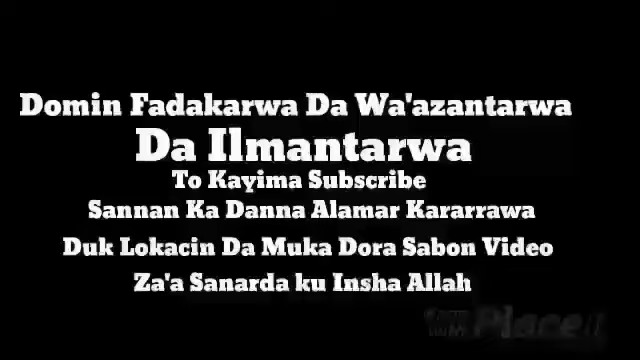 Domin Fadakarwa Da Wa'azantarwa
Da Ilmantarwa
To Kayima Subscribe
Sannan Ka Danna Alamar Kararrawa
Duk Lokacin Da Muka Dora Sabon Video
Za'a Sanarda ku Insha Allah
Placeit